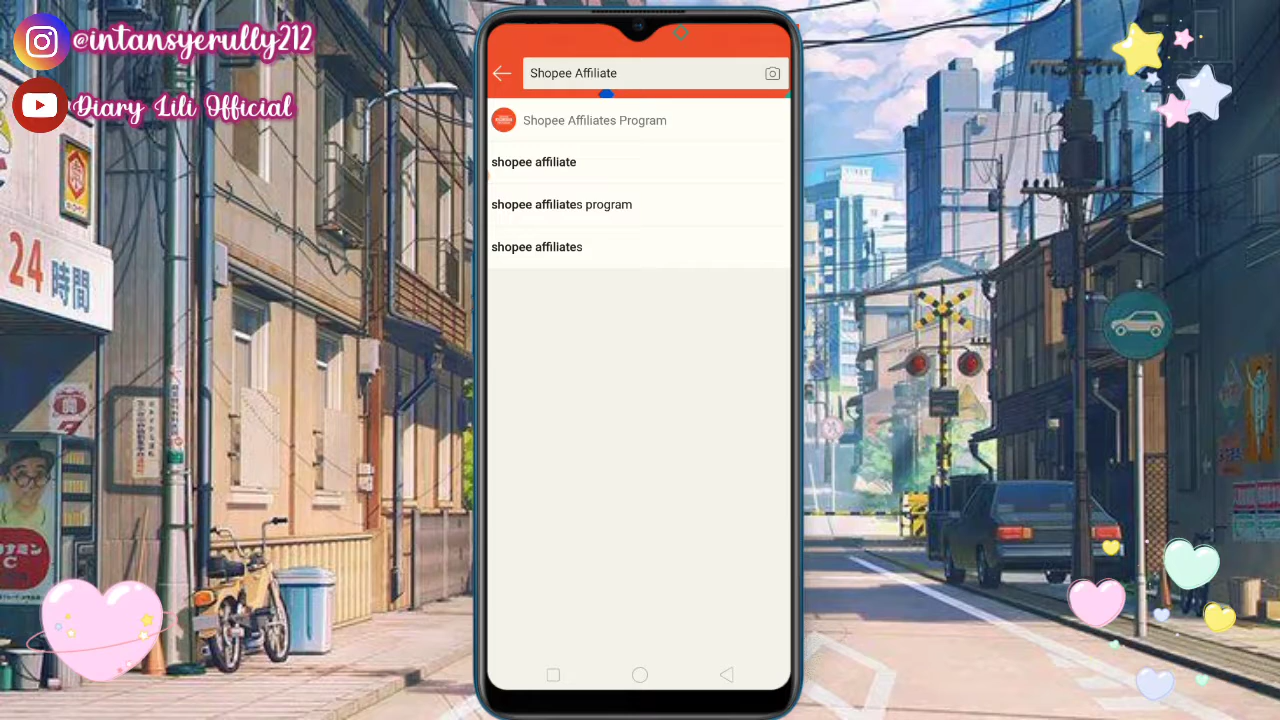 @intansyerully212
Diary Lili Official
Shopee Affiliate
Shopee Affiliates Program
shopee affiliate
shopee affiliates program
shopee affiliates
24時間